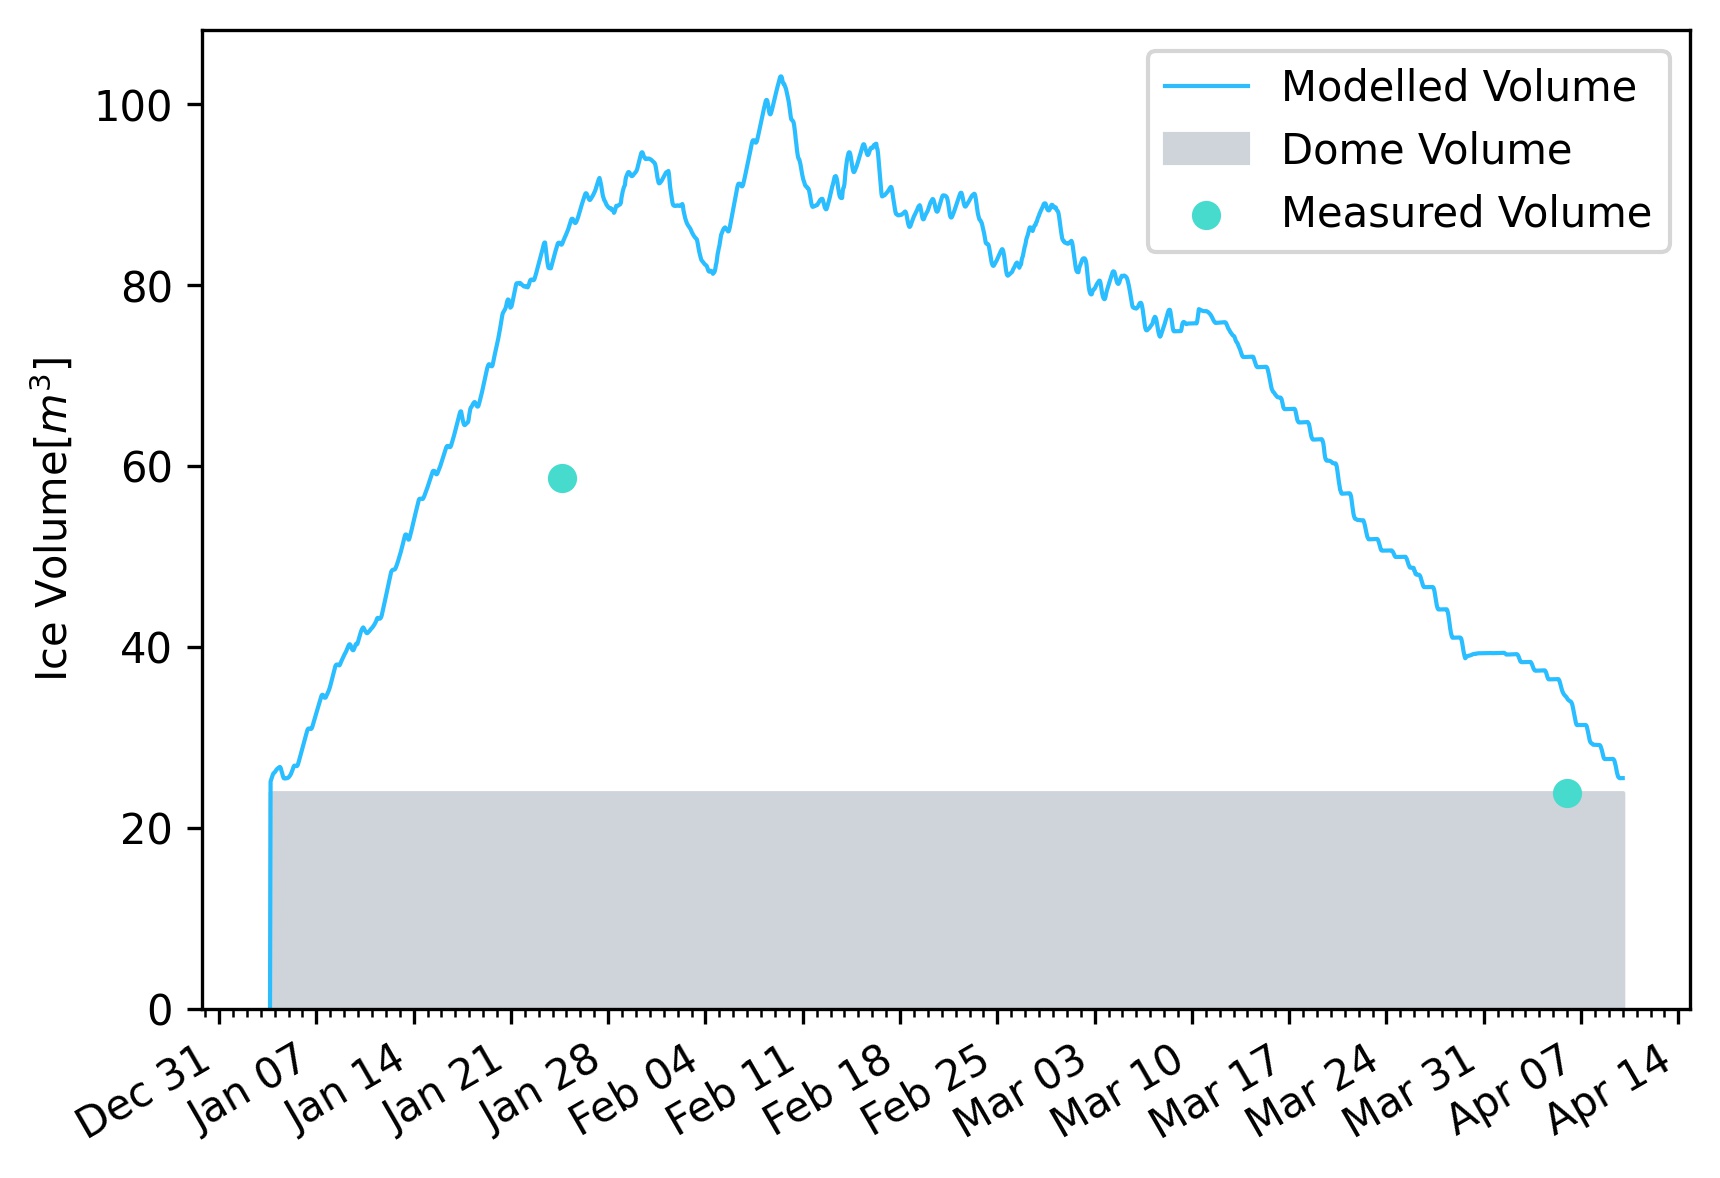 Modelled Volume
Dome Volume
Measured Volume
Ice Volume[m³]
100
80
60
40
20
0
Dec 31
Jan 07
Jan 14
Jan 21
Jan 28
Feb 04
Feb 11
Feb 18
Feb 25
Mar 03
Mar 10
Mar 17
Mar 24
Mar 31
Apr 07
Apr 14